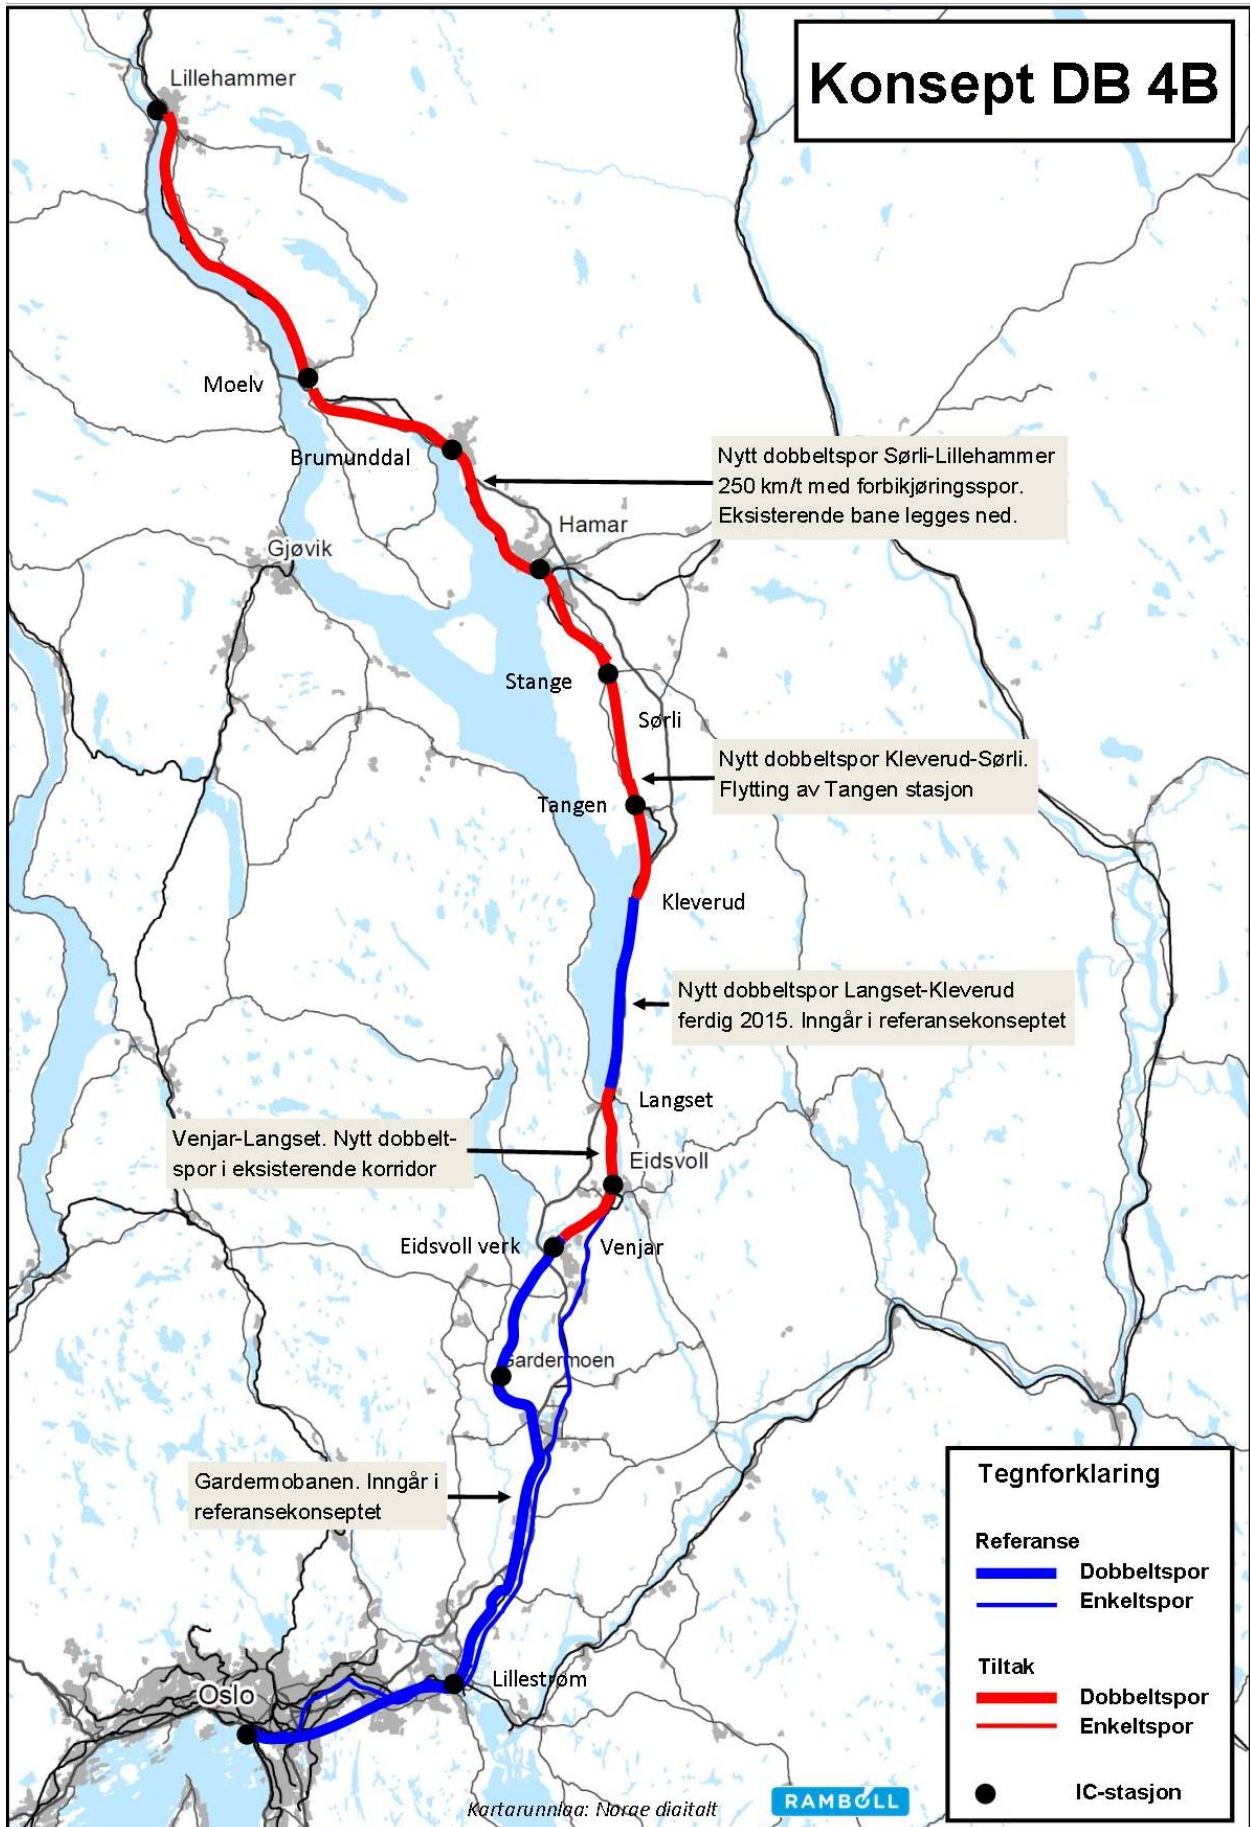 Konsept DB 4B
Lillehammer
Moelv
Brumunddal
Nytt dobbeltspor Sørli-Lillehammer
250 km/t med forbikjøringsspor.
Eksisterende bane legges ned.
Hamar
Gjøvik
Stange
Sørli
Nytt dobbeltspor Kleverud-Sørli.
Flytting av Tangen stasjon
Tangen
Kleverud
Nytt dobbeltspor Langset-Kleverud
ferdig 2015. Inngår i referansekonseptet
Langset
Venjar-Langset. Nytt dobbelt-
spor i eksisterende korridor
Eidsvoll
Eidsvoll verk
Venjar
Gardermoen
Gardermobanen. Inngår i
referansekonseptet
Lillestrøm
Oslo
Tegnforklaring
Referanse
Dobbeltspor
Enkeltspor
Tiltak
Dobbeltspor
Enkeltspor
IC-stasjon
Kartgrunnlag: Norge digitalt
RAMBOLL